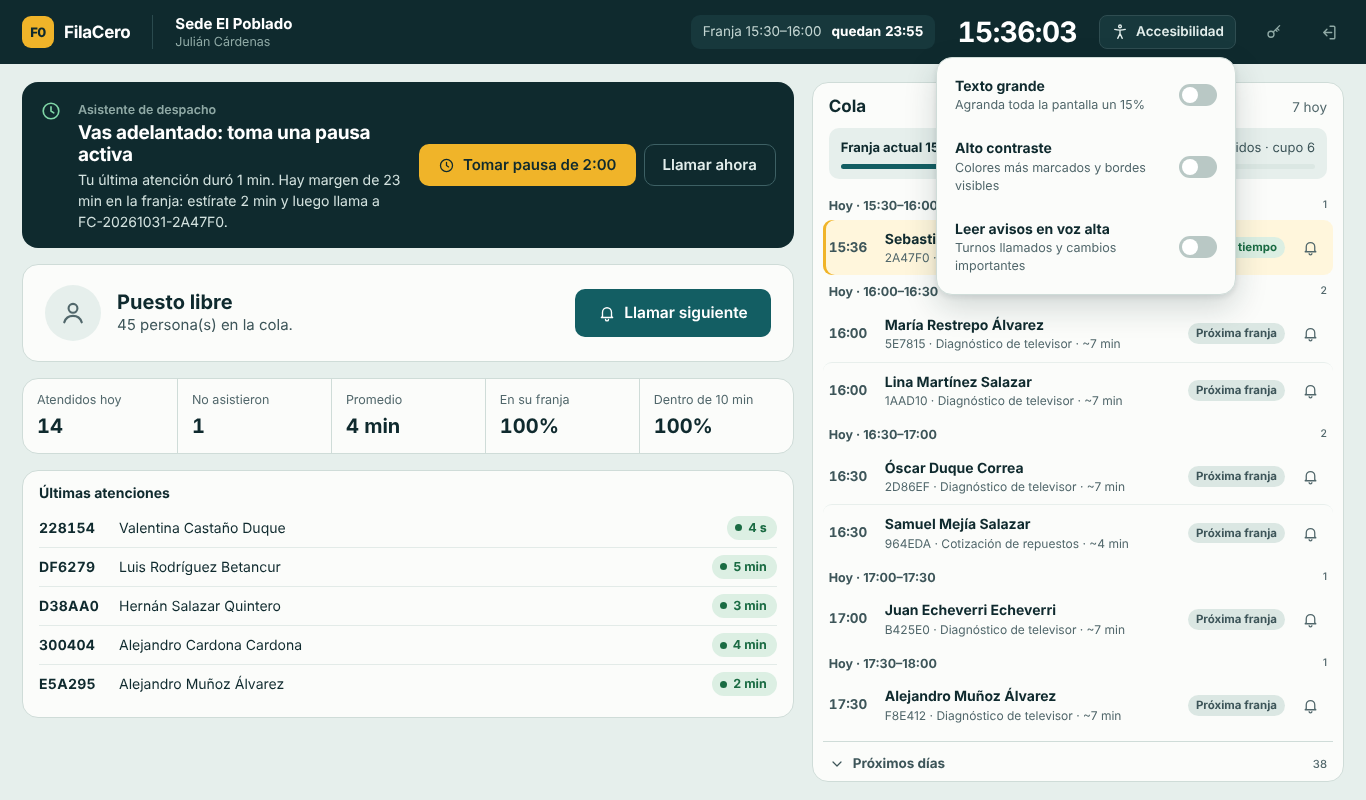 FO FilaCero
Sede El Poblado
Julián Cárdenas
Franja 15:30–16:00 quedan 23:55
15:36:03
Accesibilidad
Asistente de despacho
Vas adelantado: toma una pausa
activa
Tu última atención duró 1 min. Hay margen de 23
min en la franja: estírate 2 min y luego llama a
FC-20261031-2A47F0.
Tomar pausa de 2:00
Llamar ahora
Puesto libre
45 persona(s) en la cola.
Llamar siguiente
Atendidos hoy
14
No asistieron
1
Promedio
4 min
En su franja
100%
Dentro de 10 min
100%
Últimas atenciones
228154 Valentina Castaño Duque 4 s
DF6279 Luis Rodríguez Betancur 5 min
D38AA0 Hernán Salazar Quintero 3 min
300404 Alejandro Cardona Cardona 4 min
E5A295 Alejandro Muñoz Álvarez 2 min
Texto grande
Agranda toda la pantalla un 15%
Alto contraste
Colores más marcados y bordes
visibles
Leer avisos en voz alta
Turnos llamados y cambios
importantes
Cola 7 hoy
Franja actual 15 · cupo 6
Hoy · 15:30–16:00 1
15:36 tiempo
2A47F0 ·
Hoy · 16:00–16:30 2
16:00 María Restrepo Álvarez Próxima franja
5E7815 · Diagnóstico de televisor · ~7 min
16:00 Lina Martínez Salazar Próxima franja
1AAD10 · Diagnóstico de televisor · ~7 min
Hoy · 16:30–17:00 2
16:30 Óscar Duque Correa Próxima franja
2D86EF · Diagnóstico de televisor · ~7 min
16:30 Samuel Mejía Salazar Próxima franja
964EDA · Cotización de repuestos · ~4 min
Hoy · 17:00–17:30 1
17:00 Juan Echeverri Echeverri Próxima franja
B425E0 · Diagnóstico de televisor · ~7 min
Hoy · 17:30–18:00 1
17:30 Alejandro Muñoz Álvarez Próxima franja
F8E412 · Diagnóstico de televisor · ~7 min
Próximos días 38